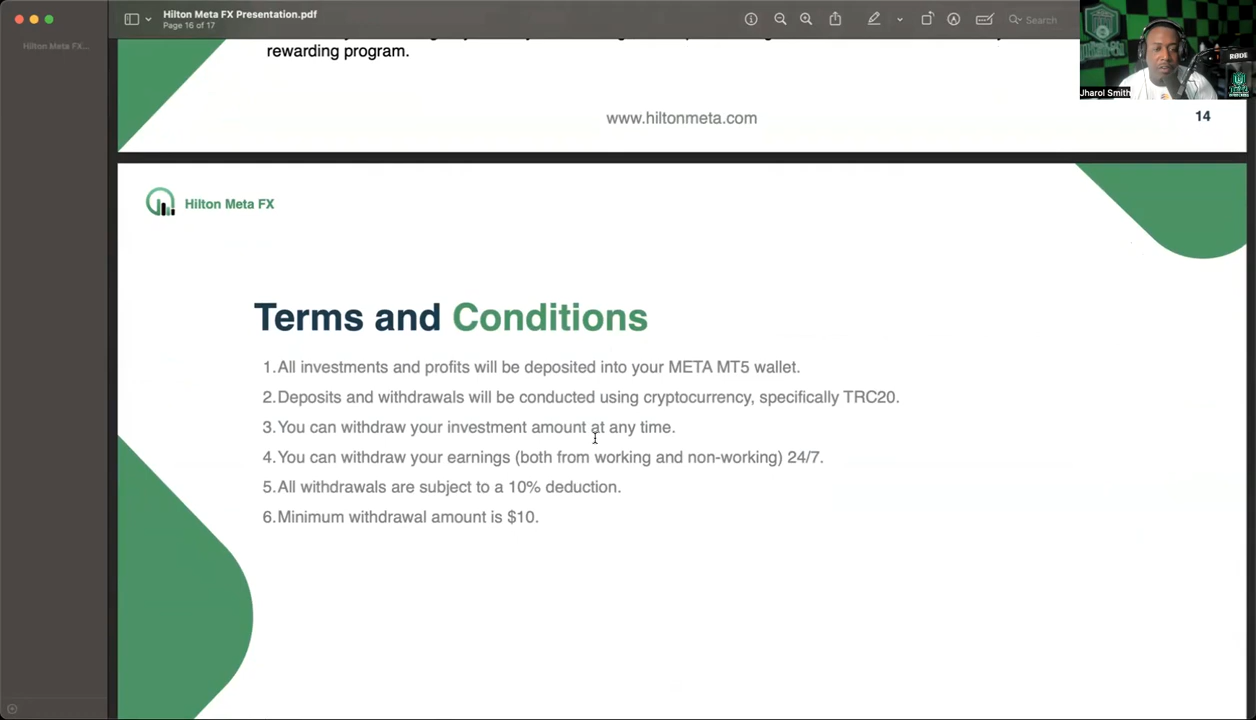 Hilton Meta FX Presentation.pdf
Page 16 of 17
Search
Hilton Meta FX...
rewarding program.
RØDE
Jharol Smith
www.hiltonmeta.com
14
Hilton Meta FX
Terms and Conditions
1.All investments and profits will be deposited into your META MT5 wallet.
2.Deposits and withdrawals will be conducted using cryptocurrency, specifically TRC20.
3.You can withdraw your investment amount at any time.
4.You can withdraw your earnings (both from working and non-working) 24/7.
5.All withdrawals are subject to a 10% deduction.
6.Minimum withdrawal amount is $10.